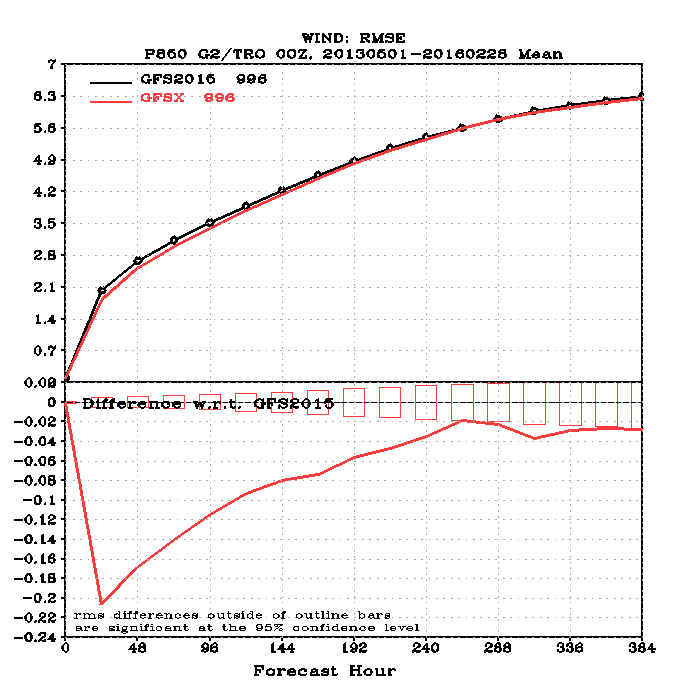 WIND: RMSE
P850 G2/TRO 00Z, 20130501-20160228 Mean
7
GFS2015 996
6.3
GFSX 996
5.6
4.9
4.2
3.5
2.8
2.1
1.4
0.7
0
Difference w.r.t. GFS2015
-0.02
-0.04
-0.06
-0.08
-0.1
-0.12
-0.14
-0.16
-0.18
-0.2
rms differences outside of outline bars
-0.22
are significant at the 95% confidence level
-0.24
0 48 96 144 192 240 288 336 384
Forecast Hour